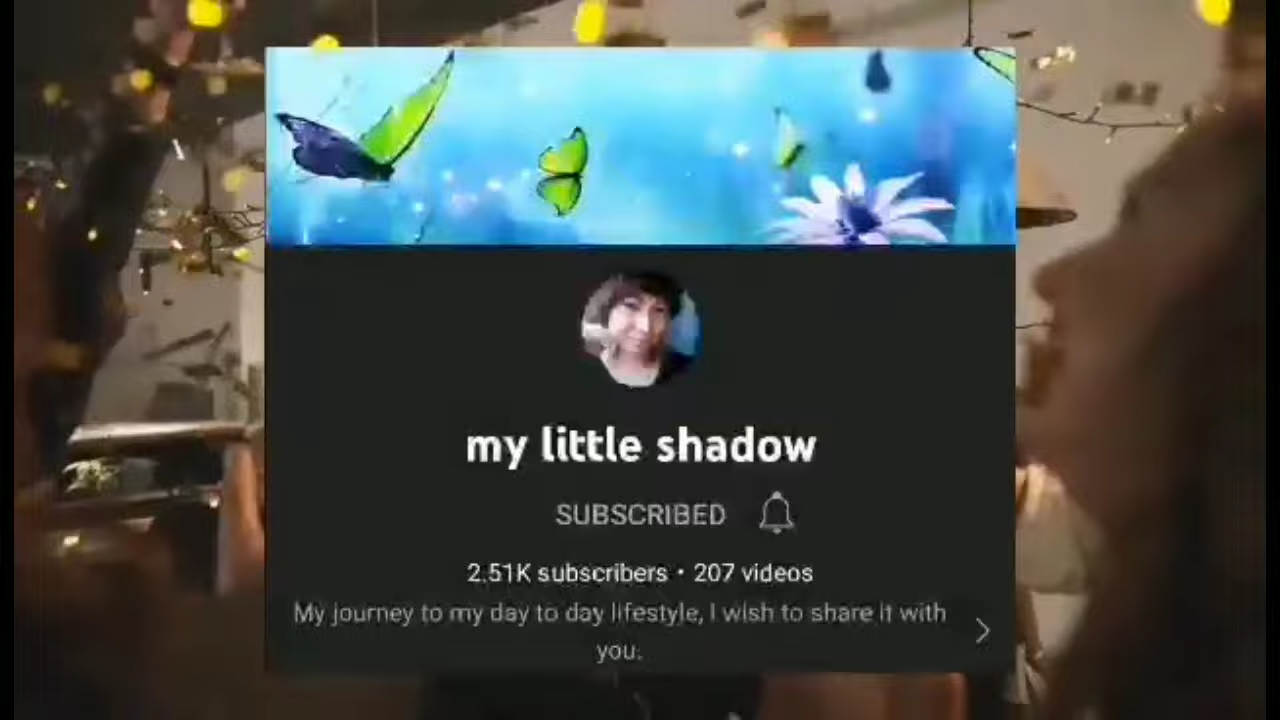 my little shadow
SUBSCRIBED
2.51K subscribers • 207 videos
My journey to my day to day lifestyle, I wish to share it with
you.